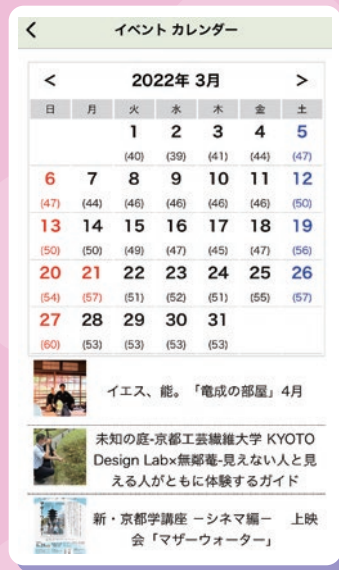 < イベント カレンダー
< 2022年 3月 >
日 月 火 水 木 金 土
1 2 3 4 5
(40) (39) (41) (44) (47)
6 7 8 9 10 11 12
(47) (44) (46) (46) (46) (46) (50)
13 14 15 16 17 18 19
(50) (50) (49) (47) (45) (47) (56)
20 21 22 23 24 25 26
(54) (57) (51) (52) (51) (55) (57)
27 28 29 30 31
(60) (53) (53) (53) (53)
イエス、能。「竜成の部屋」4月
未知の庭-京都工芸繊維大学 KYOTO
Design Lab×無鄰菴-見えない人と見
える人がともに体験するガイド
新・京都学講座 －シネマ編－ 上映
会「マザーウォーター」